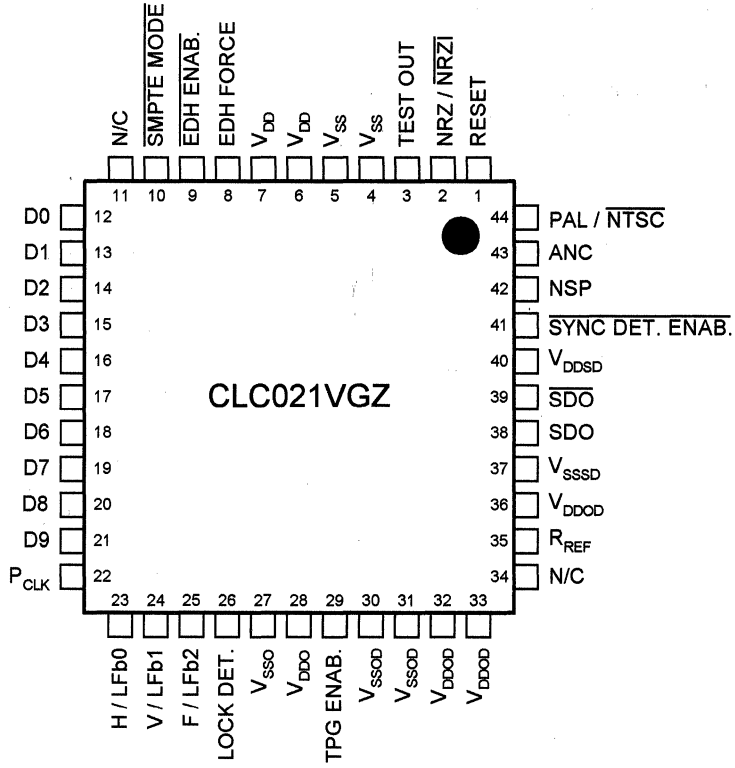 N/C
SMPTE MODE
EDH ENAB.
EDH FORCE
VDD
VDD
VSS
VSS
TEST OUT
NRZ / NRZI
RESET
11 10 9 8 7 6 5 4 3 2 1
D0 12
D1 13
D2 14
D3 15
D4 16
D5 17
D6 18
D7 19
D8 20
D9 21
PCLK 22
CLC021VGZ
44 PAL / NTSC
43 ANC
42 NSP
41 SYNC DET. ENAB.
40 VDDSD
39 SDO
38 SDO
37 VSSSD
36 VDDOD
35 RREF
34 N/C
23 24 25 26 27 28 29 30 31 32 33
H / LFb0
V / LFb1
F / LFb2
LOCK DET.
VSSO
VDDO
TPG ENAB.
VSSOD
VSSOD
VDDOD
VDDOD